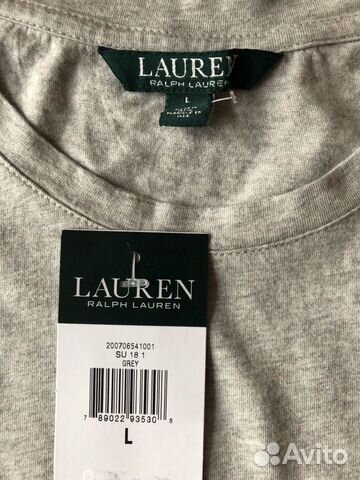 LAUREN
RALPH LAUREN
L
LAUREN
RALPH LAUREN
200706541001
SU 18 1
GREY
7 89022 93530 8
L
Avito